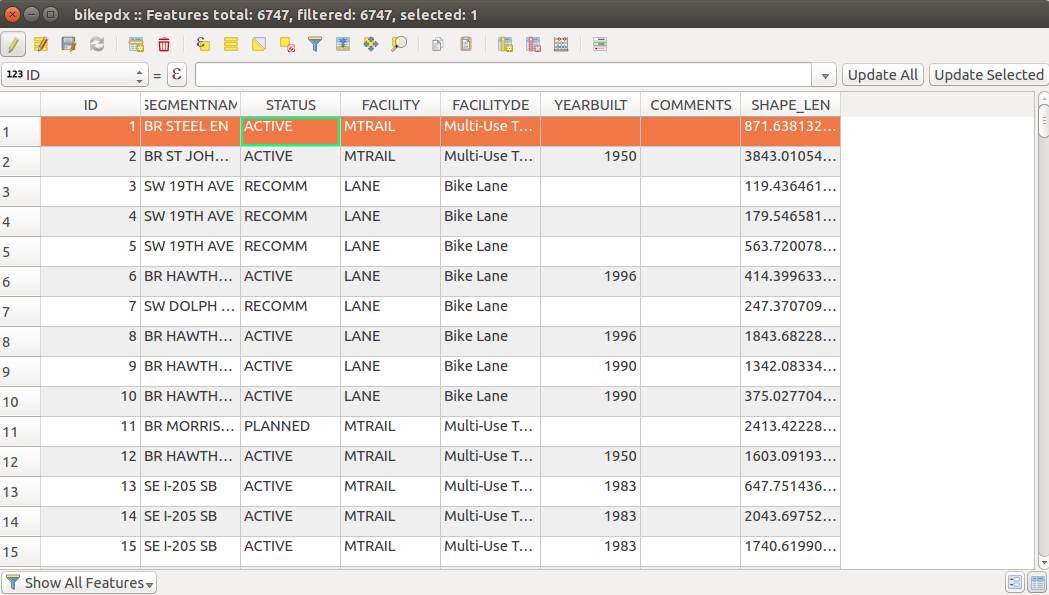 bikepdx :: Features total: 6747, filtered: 6747, selected: 1
123 ID = ε Update All Update Selected
ID SEGMENTNAM STATUS FACILITY FACILITYDE YEARBUILT COMMENTS SHAPE_LEN
1 1 BR STEEL EN ACTIVE MTRAIL Multi-Use T... 871.638132...
2 2 BR ST JOH... ACTIVE MTRAIL Multi-Use T... 1950 3843.01054...
3 3 SW 19TH AVE RECOMM LANE Bike Lane 119.436461...
4 4 SW 19TH AVE RECOMM LANE Bike Lane 179.546581...
5 5 SW 19TH AVE RECOMM LANE Bike Lane 563.720078...
6 6 BR HAWTH... ACTIVE LANE Bike Lane 1996 414.399633...
7 7 SW DOLPH ... RECOMM LANE Bike Lane 247.370709...
8 8 BR HAWTH... ACTIVE LANE Bike Lane 1996 1843.68228...
9 9 BR HAWTH... ACTIVE LANE Bike Lane 1990 1342.08334...
10 10 BR HAWTH... ACTIVE LANE Bike Lane 1990 375.027704...
11 11 BR MORRIS... PLANNED MTRAIL Multi-Use T... 2413.42228...
12 12 BR HAWTH... ACTIVE MTRAIL Multi-Use T... 1950 1603.09193...
13 13 SE I-205 SB ACTIVE MTRAIL Multi-Use T... 1983 647.751436...
14 14 SE I-205 SB ACTIVE MTRAIL Multi-Use T... 1983 2043.69752...
15 15 SE I-205 SB ACTIVE MTRAIL Multi-Use T... 1983 1740.61990...
Show All Features